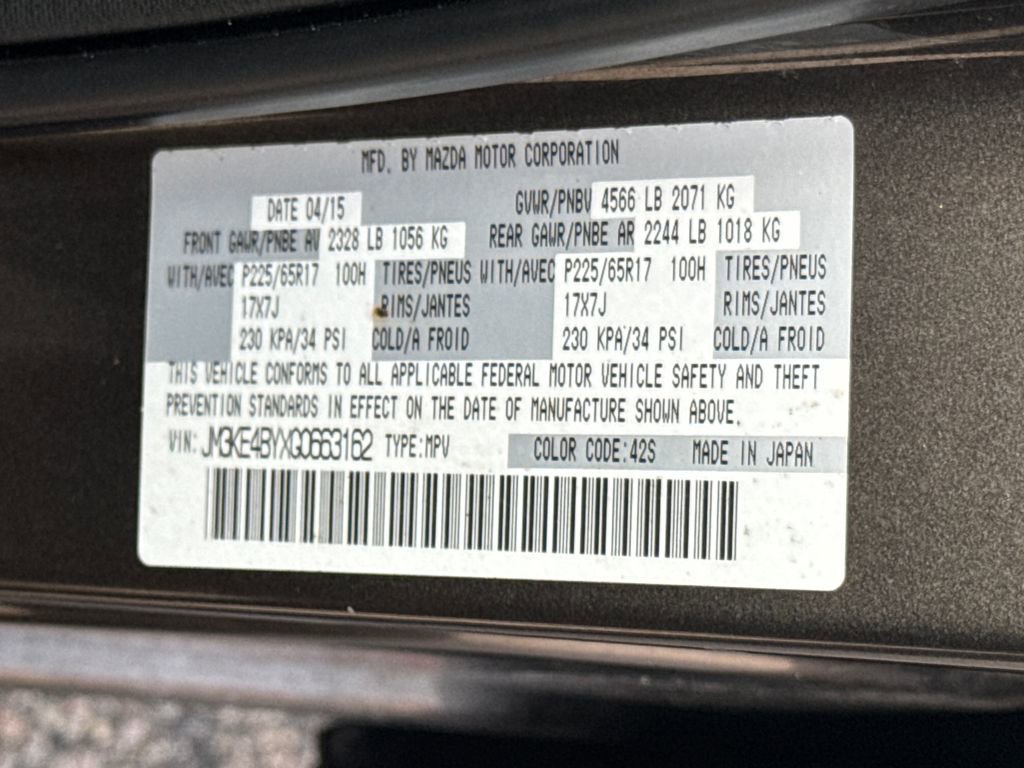 MFD. BY MAZDA MOTOR CORPORATION
DATE 04/15 GVWR/PNBV 4566 LB 2071 KG
FRONT GAWR/PNBE AV 2328 LB 1056 KG REAR GAWR/PNBE AR 2244 LB 1018 KG
WITH/AVEC P225/65R17 100H TIRES/PNEUS WITH/AVEC P225/65R17 100H TIRES/PNEUS
17X7J RIMS/JANTES 17X7J RIMS/JANTES
230 KPA/34 PSI COLD/A FROID 230 KPA/34 PSI COLD/A FROID
THIS VEHICLE CONFORMS TO ALL APPLICABLE FEDERAL MOTOR VEHICLE SAFETY AND THEFT
PREVENTION STANDARDS IN EFFECT ON THE DATE OF MANUFACTURE SHOWN ABOVE.
VIN: JM3KE4BYXG0663162 TYPE:MPV COLOR CODE:42S MADE IN JAPAN